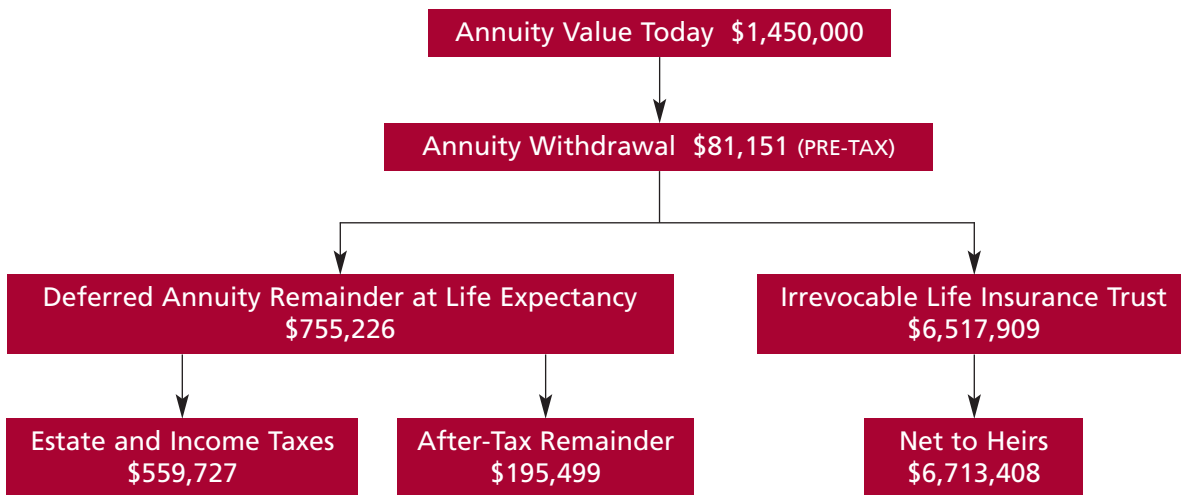 Annuity Value Today $1,450,000
Annuity Withdrawal $81,151 (PRE-TAX)
Deferred Annuity Remainder at Life Expectancy
$755,226
Irrevocable Life Insurance Trust
$6,517,909
Estate and Income Taxes
$559,727
After-Tax Remainder
$195,499
Net to Heirs
$6,713,408